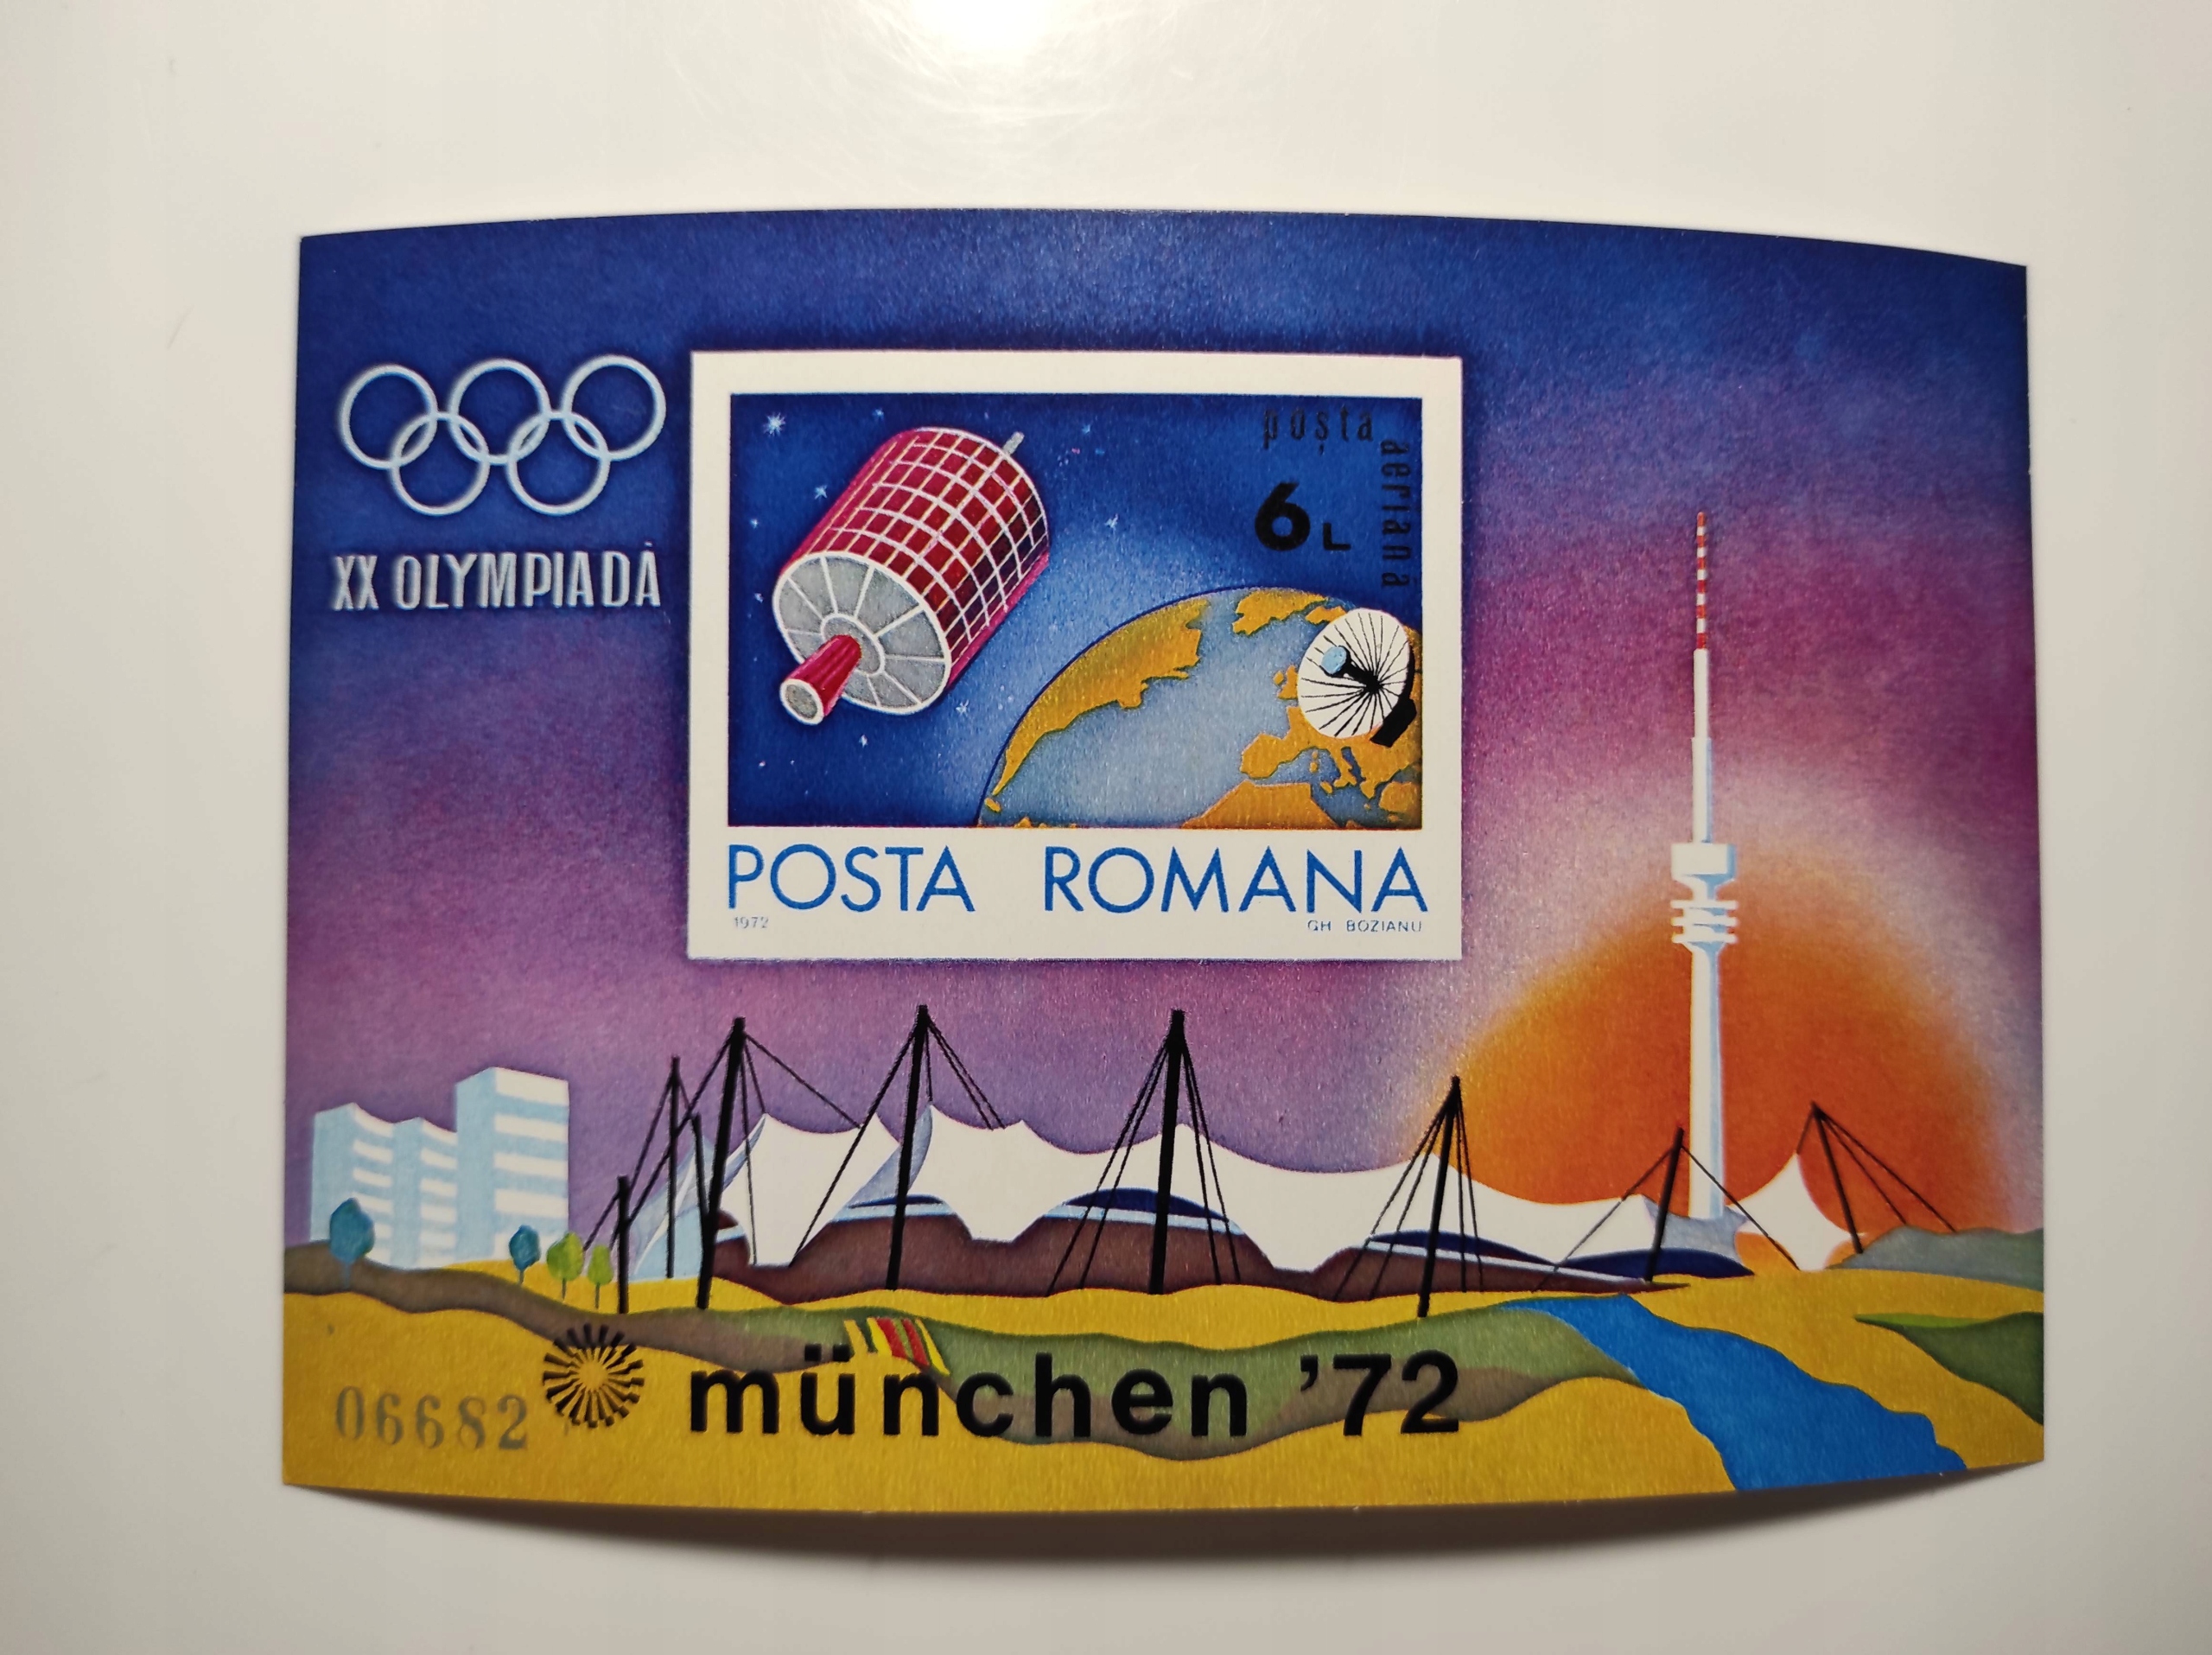 XX OLYMPIADĂ
poșta
aeriană
6L
POSTA ROMANA
1972
GH BOZIANU
06682
münchen '72